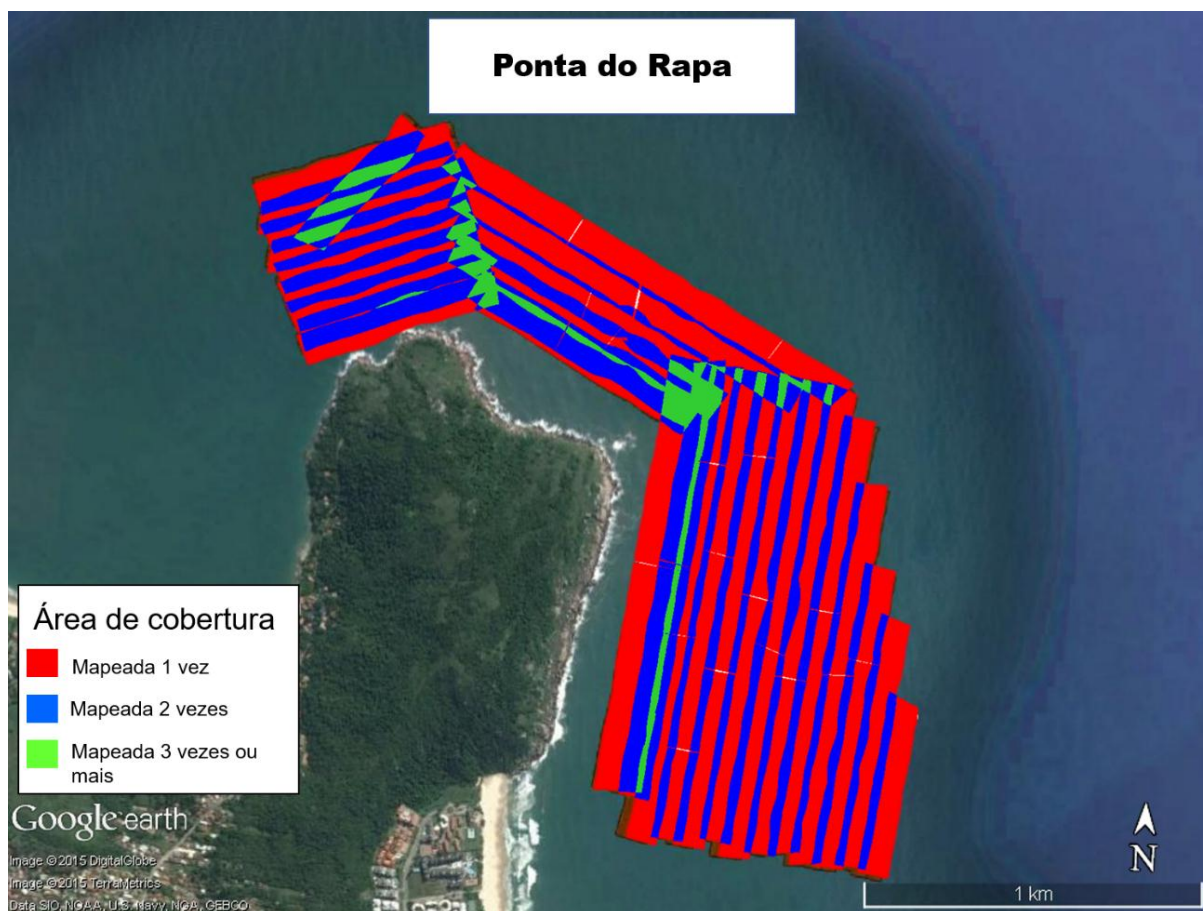 Ponta do Rapa
Área de cobertura
Mapeada 1 vez
Mapeada 2 vezes
Mapeada 3 vezes ou
mais
Google earth
Image © 2015 DigitalGlobe
Image © 2015 TerraMetrics
Data SIO, NOAA, U.S. Navy, NGA, GEBCO
N
1 km